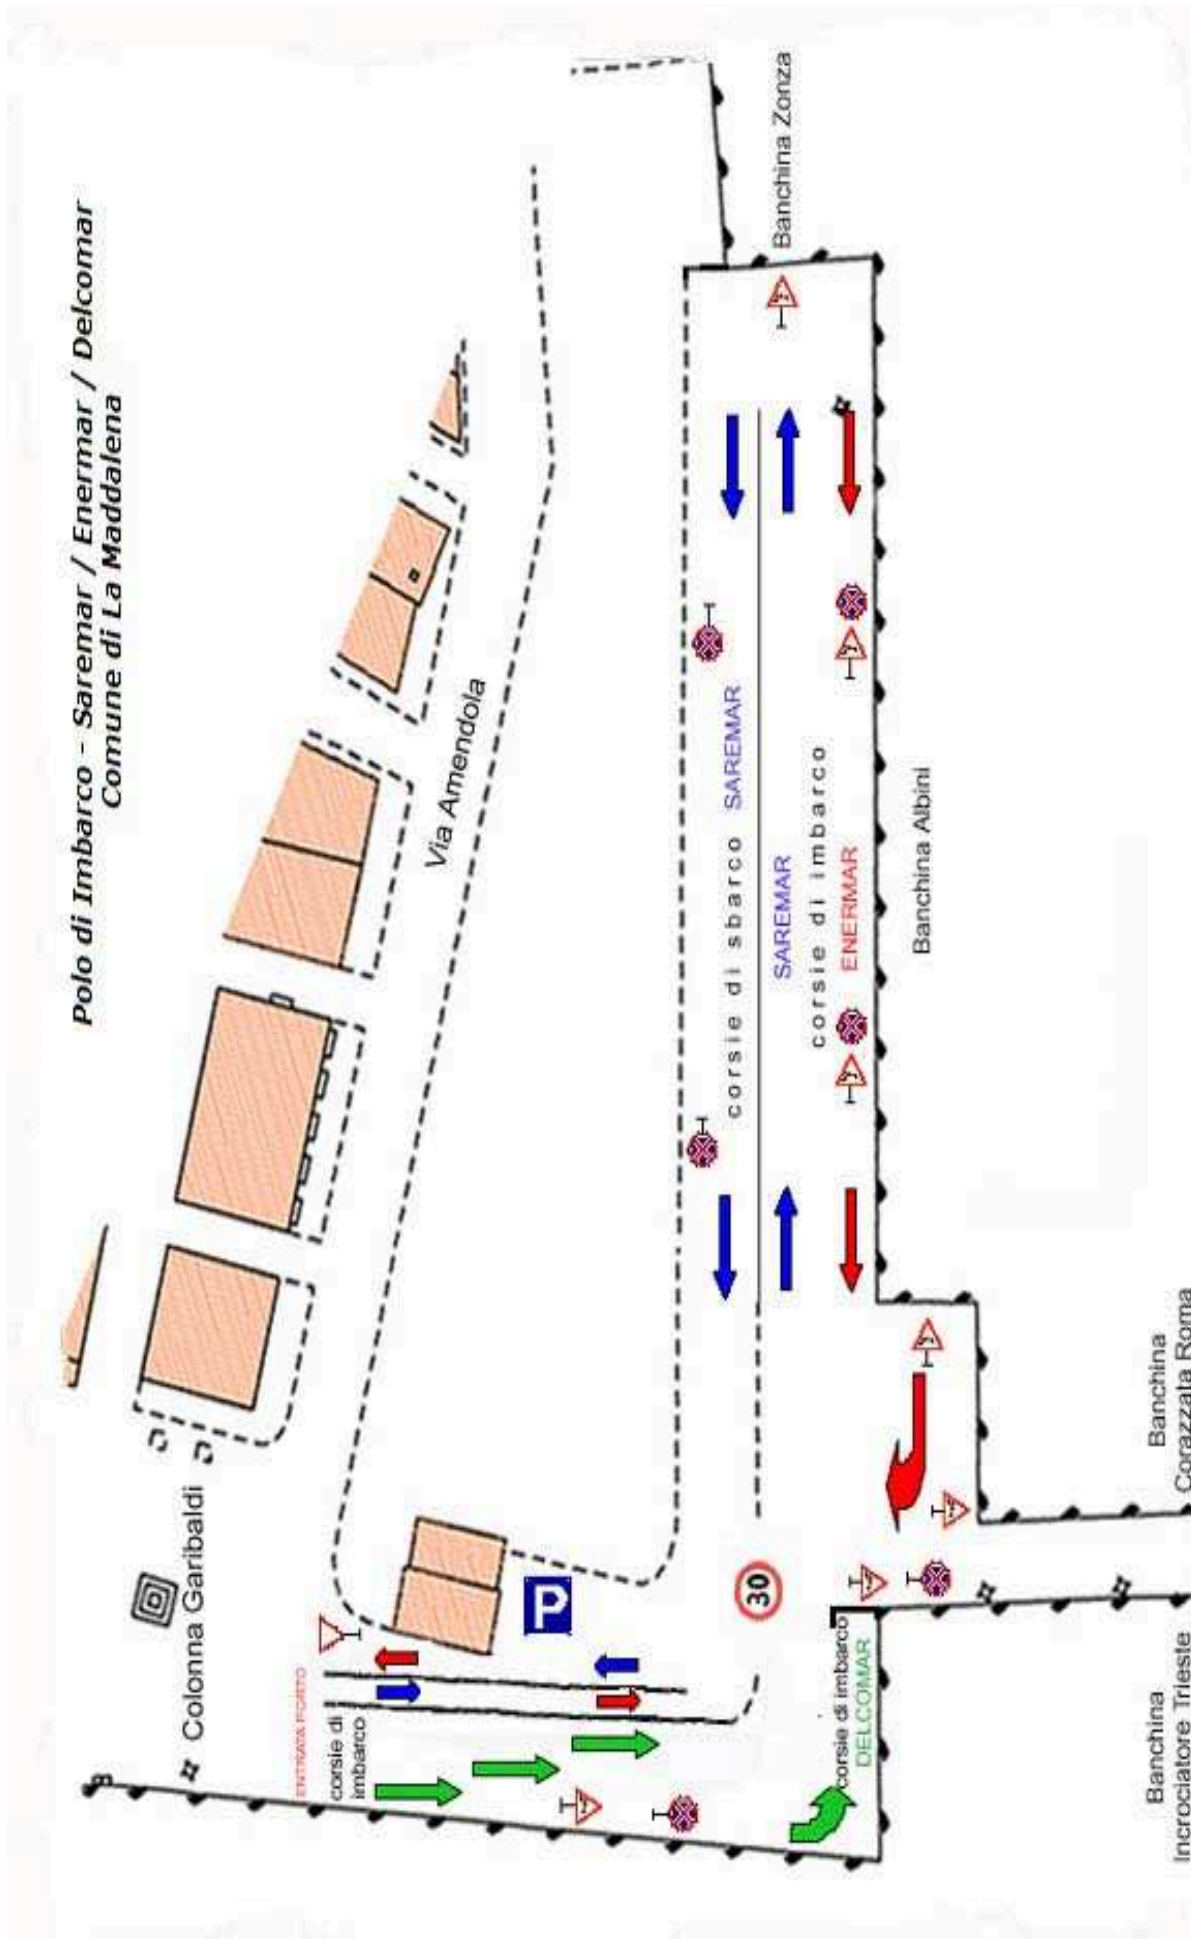 Polo di Imbarco - Saremar / Enermar / Delcomar
Comune di La Maddalena
Via Amendola
Colonna Garibaldi
ENTRATA PORTO
corsie di
imbarco
P
30
corsie di sbarco SAREMAR
SAREMAR
corsie di imbarco
ENERMAR
Banchina Zonza
Banchina Albini
corsie di imbarco
DELCOMAR
Banchina
Corazzata Roma
Banchina
Incrociatore Trieste